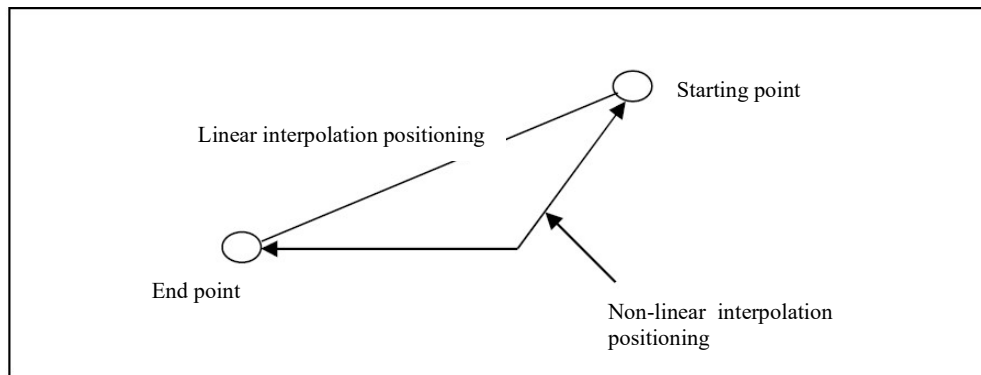 Starting point
Linear interpolation positioning
End point
Non-linear interpolation
positioning